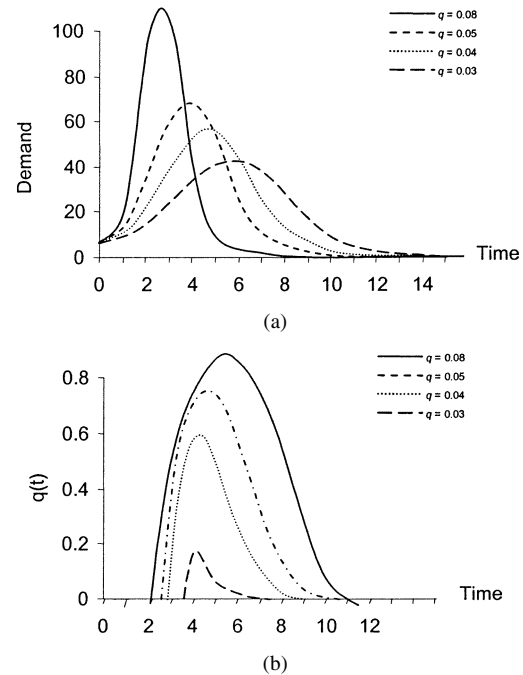 q = 0.08
q = 0.05
q = 0.04
q = 0.03
100
80
60
40
20
0
Demand
0 2 4 6 8 10 12 14
Time
(a)
q = 0.08
q = 0.05
q = 0.04
q = 0.03
0.8
0.6
0.4
0.2
0
q(t)
0 2 4 6 8 10 12
Time
(b)